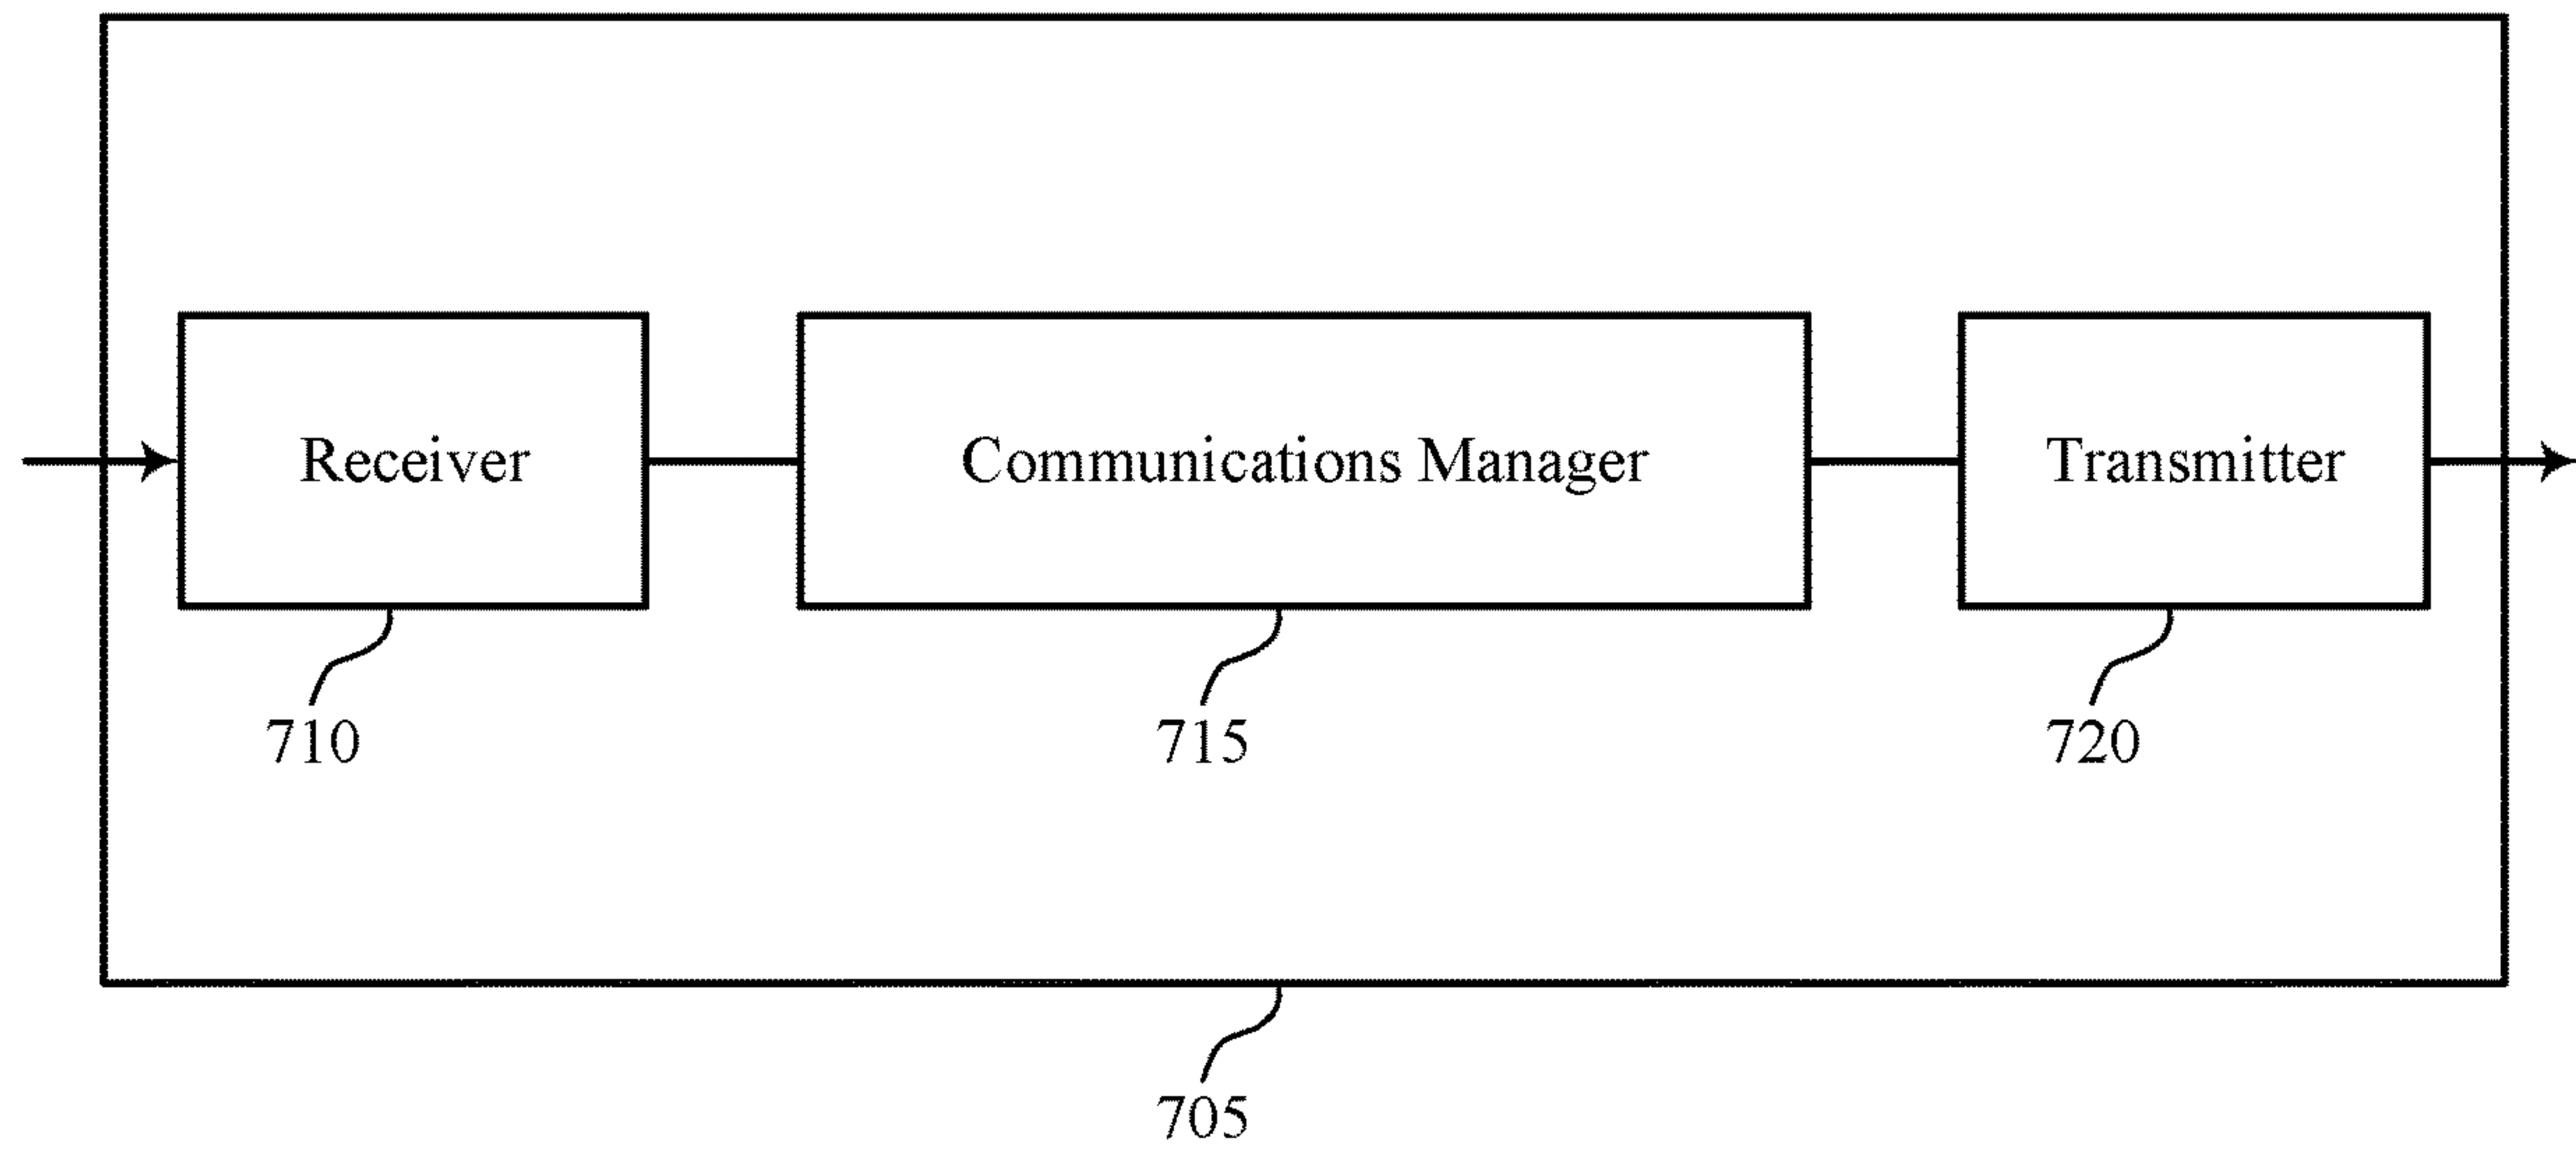 Receiver
Communications Manager
Transmitter
710
715
720
705